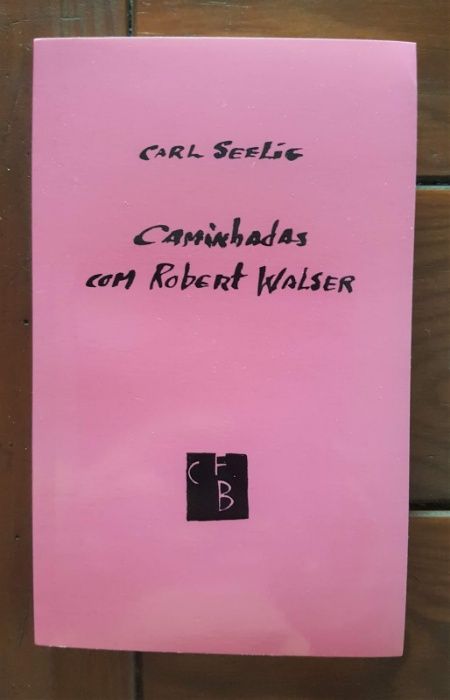 CARL SEELIG
Caminhadas
com Robert WALSER
C F
B